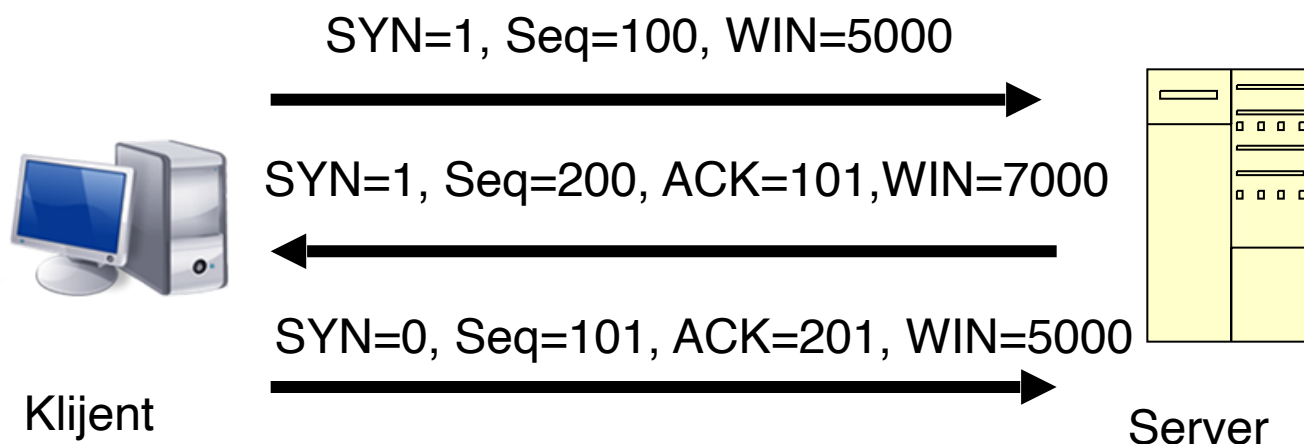 SYN=1, Seq=100, WIN=5000
SYN=1, Seq=200, ACK=101,WIN=7000
SYN=0, Seq=101, ACK=201, WIN=5000
Klijent
Server